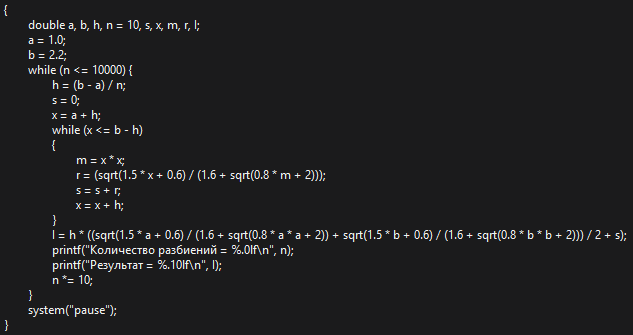 {
double a, b, h, n = 10, s, x, m, r, l;
a = 1.0;
b = 2.2;
while (n <= 10000) {
h = (b - a) / n;
s = 0;
x = a + h;
while (x <= b - h)
{
m = x * x;
r = (sqrt(1.5 * x + 0.6) / (1.6 + sqrt(0.8 * m + 2)));
s = s + r;
x = x + h;
}
l = h * ((sqrt(1.5 * a + 0.6) / (1.6 + sqrt(0.8 * a * a + 2)) + sqrt(1.5 * b + 0.6) / (1.6 + sqrt(0.8 * b * b + 2))) / 2 + s);
printf("Количество разбиений = %.0lf\n", n);
printf("Результат = %.10lf\n", l);
n *= 10;
}
system("pause");
}